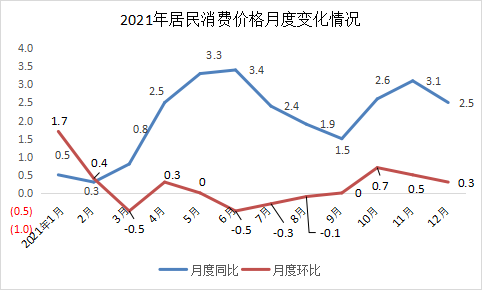 2021年居民消费价格月度变化情况
4.0
3.5
3.0
2.5
2.0
1.5
1.0
0.5
0.0
(0.5)
(1.0)
0.5
0.3
0.8
2.5
3.3
3.4
2.4
1.9
1.5
2.6
3.1
2.5
1.7
0.4
-0.5
0.3
0
-0.5
-0.3
-0.1
0
0.7
0.5
0.3
2021年1月
2月
3月
4月
5月
6月
7月
8月
9月
10月
11月
12月
月度同比
月度环比